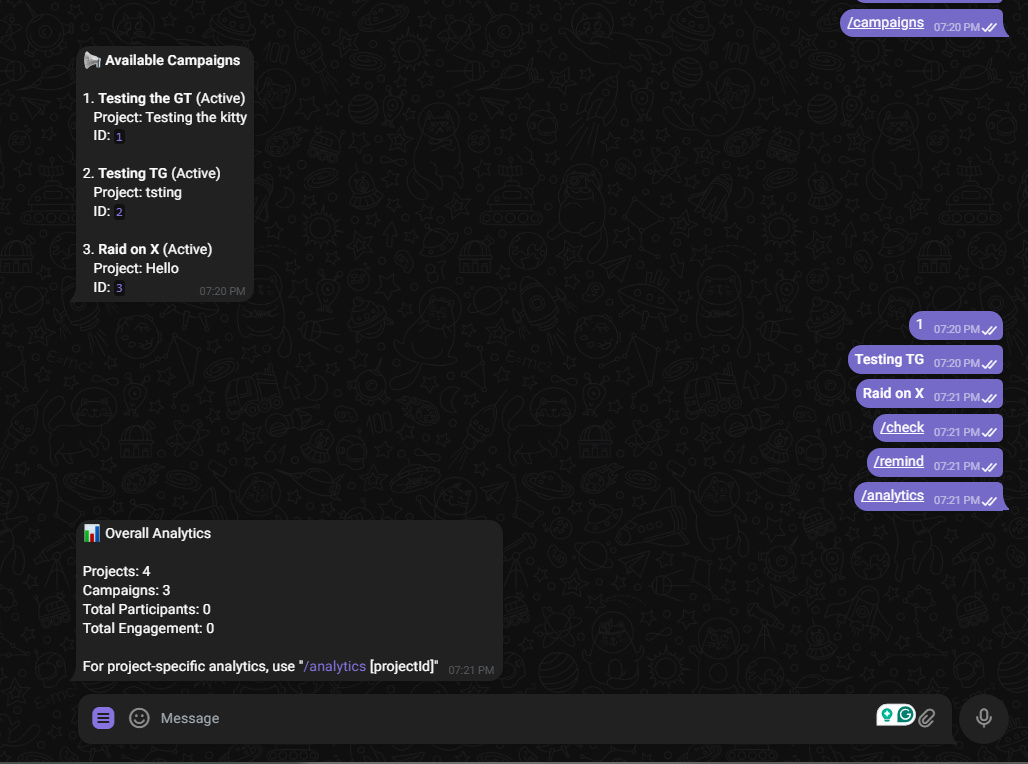 /campaigns 07:20 PM
Available Campaigns
1. Testing the GT (Active)
Project: Testing the kitty
ID: 1
2. Testing TG (Active)
Project: tsting
ID: 2
3. Raid on X (Active)
Project: Hello
ID: 3
07:20 PM
1 07:20 PM
Testing TG 07:20 PM
Raid on X 07:21 PM
/check 07:21 PM
/remind 07:21 PM
/analytics 07:21 PM
Overall Analytics
Projects: 4
Campaigns: 3
Total Participants: 0
Total Engagement: 0
For project-specific analytics, use "/analytics [projectId]" 07:21 PM
Message